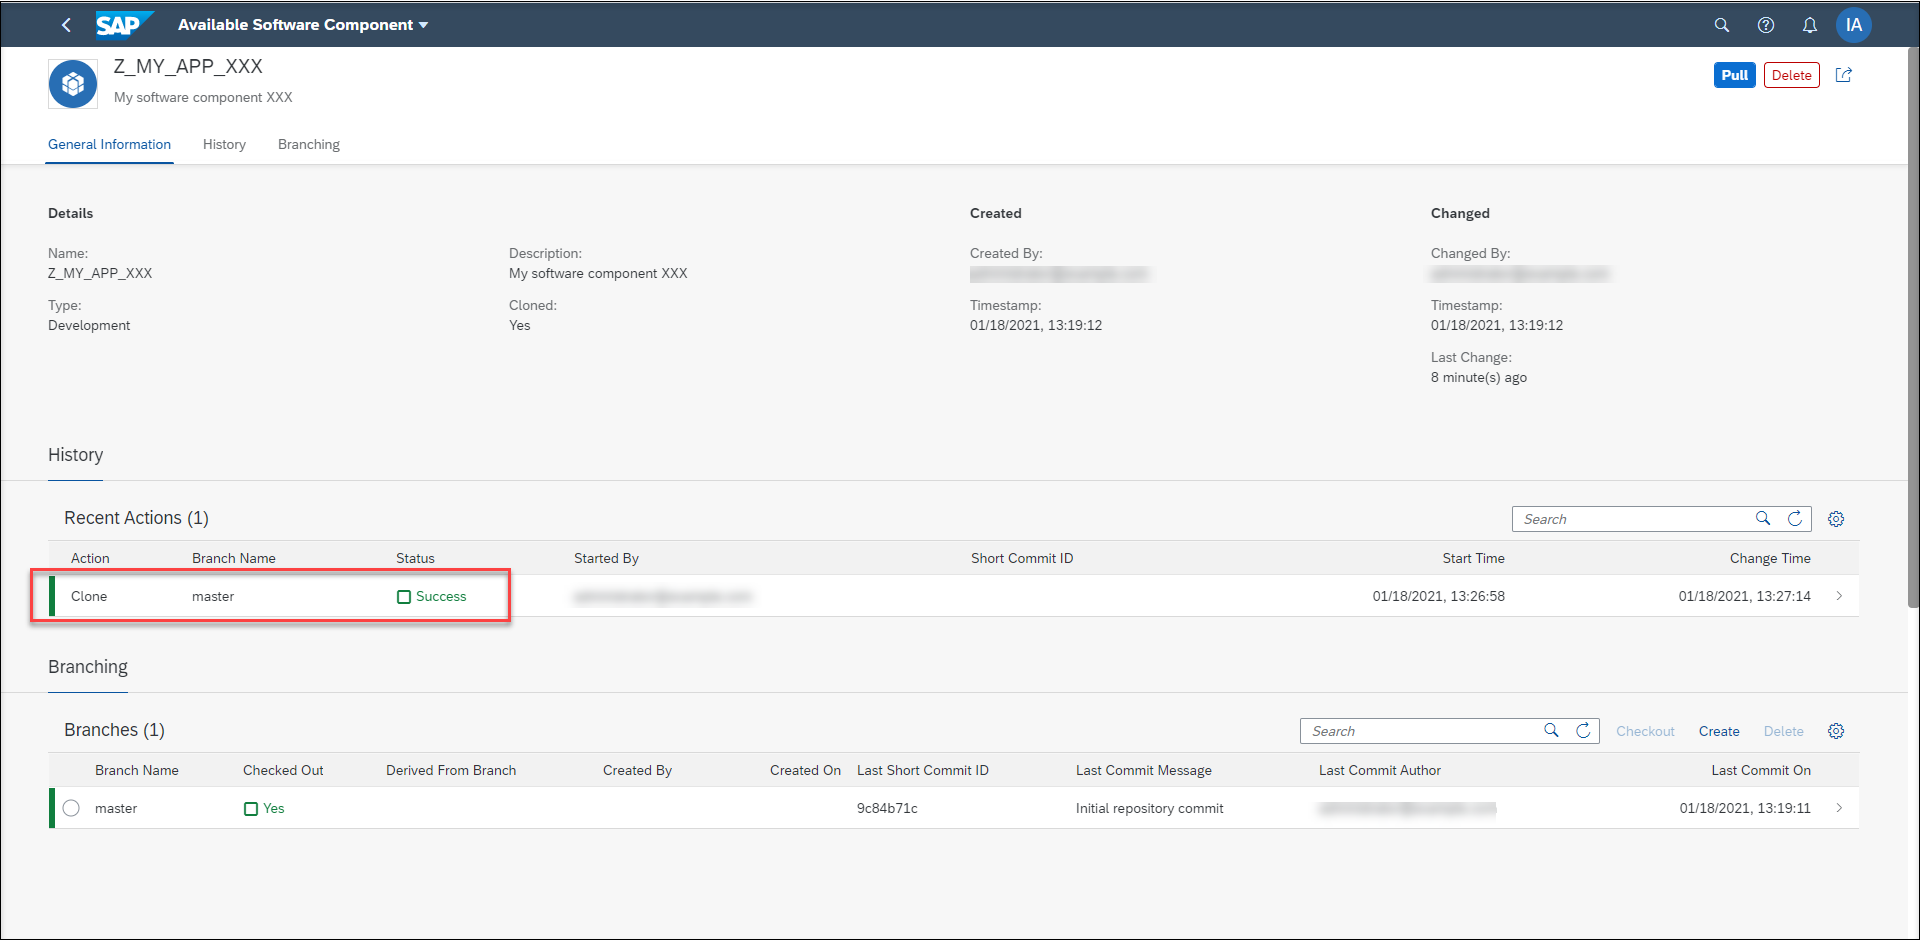 SAP Available Software Component
IA
Z_MY_APP_XXX
My software component XXX
Pull Delete
General Information History Branching
Details Created Changed
Name: Description: Created By: Changed By:
Z_MY_APP_XXX My software component XXX
Type: Cloned: Timestamp: Timestamp:
Development Yes 01/18/2021, 13:19:12 01/18/2021, 13:19:12
Last Change:
8 minute(s) ago
History
Recent Actions (1) Search
Action Branch Name Status Started By Short Commit ID Start Time Change Time
Clone master Success 01/18/2021, 13:26:58 01/18/2021, 13:27:14
Branching
Branches (1) Search Checkout Create Delete
Branch Name Checked Out Derived From Branch Created By Created On Last Short Commit ID Last Commit Message Last Commit Author Last Commit On
master Yes 9c84b71c Initial repository commit 01/18/2021, 13:19:11